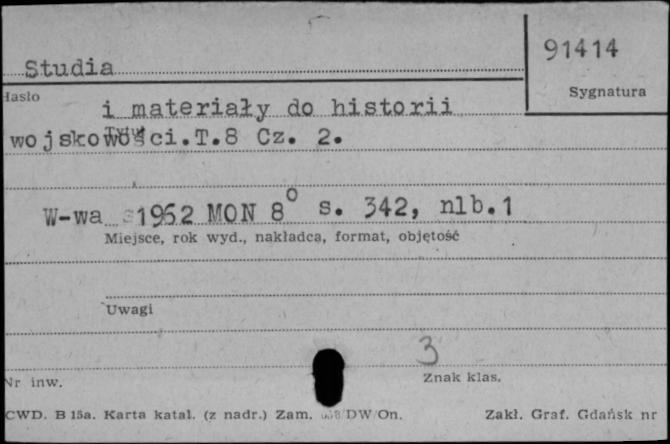 91414
Studia
Sygnatura
Hasło
i materiały do historii
wojskowości.T.8 Cz. 2.
W-wa 1962 MON 8° s. 342, nlb.1
Miejsce, rok wyd., nakładca, format, objętość
Uwagi
3
Nr inw.
Znak klas.
CWD. B 15a. Karta katal. (z nadr.) Zam. DW/On. Zakł. Graf. Gdańsk nr